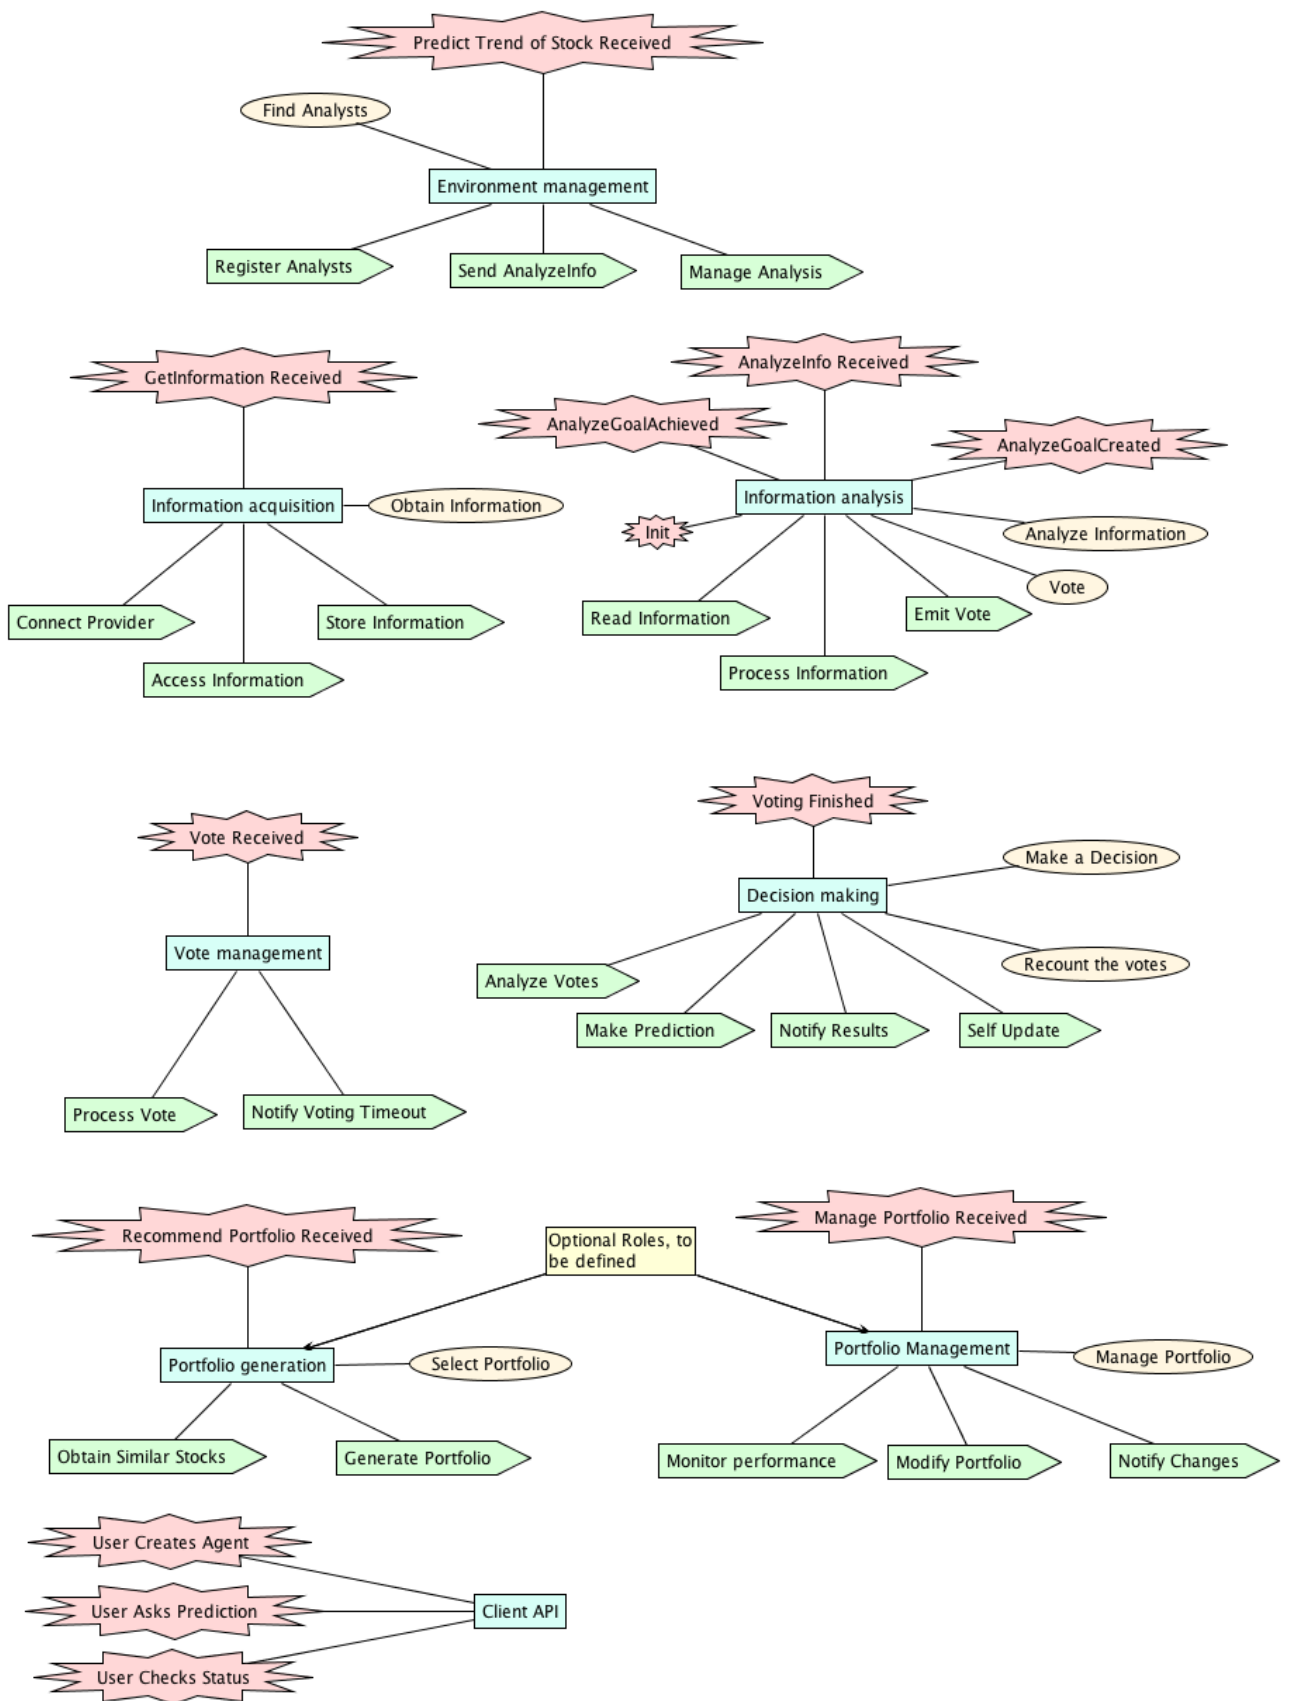 Predict Trend of Stock Received
Find Analysts
Environment management
Register Analysts
Send AnalyzeInfo
Manage Analysis
GetInformation Received
AnalyzeInfo Received
AnalyzeGoalAchieved
AnalyzeGoalCreated
Information acquisition
Obtain Information
Information analysis
Init
Analyze Information
Vote
Connect Provider
Store Information
Read Information
Emit Vote
Access Information
Process Information
Vote Received
Voting Finished
Make a Decision
Decision making
Vote management
Recount the votes
Analyze Votes
Make Prediction
Notify Results
Self Update
Process Vote
Notify Voting Timeout
Recommend Portfolio Received
Optional Roles, to
be defined
Manage Portfolio Received
Portfolio generation
Select Portfolio
Portfolio Management
Manage Portfolio
Obtain Similar Stocks
Generate Portfolio
Monitor performance
Modify Portfolio
Notify Changes
User Creates Agent
User Asks Prediction
Client API
User Checks Status